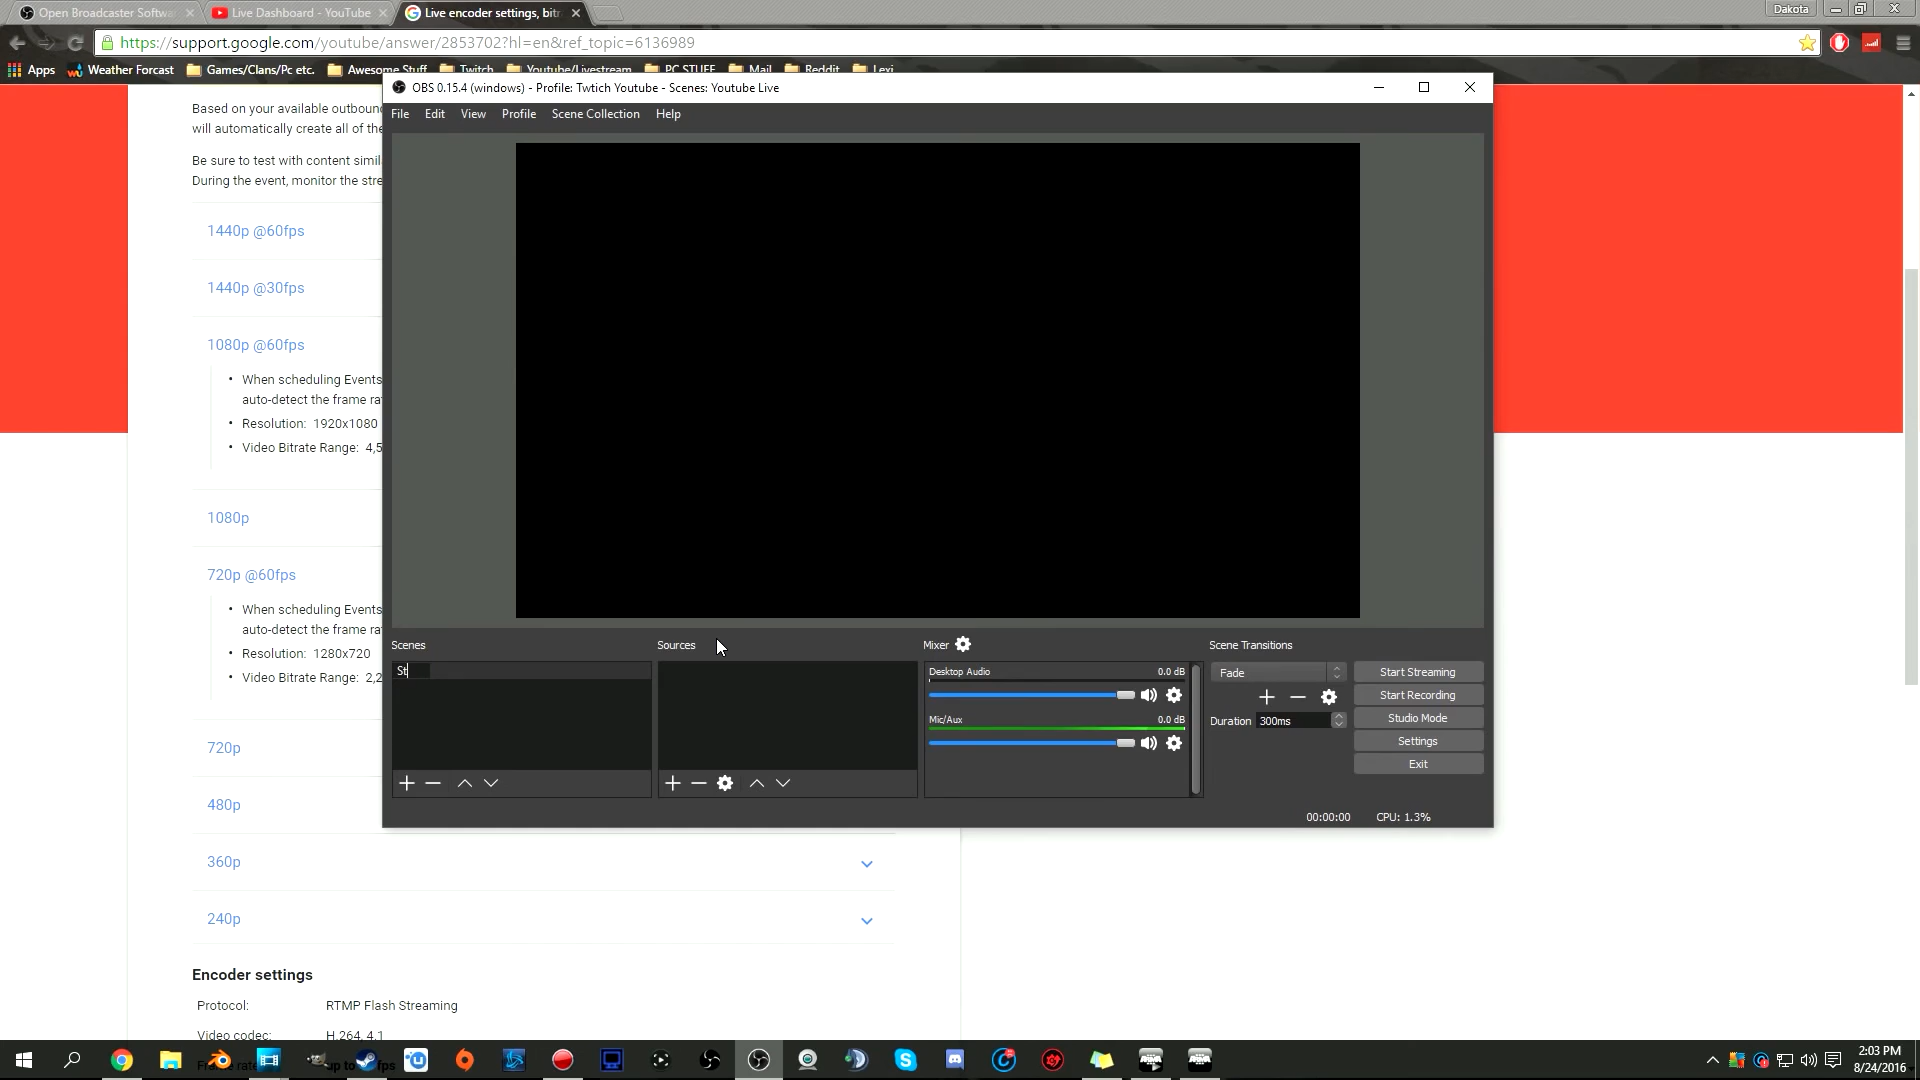 Open Broadcaster Softwa
Live Dashboard - YouTube
Live encoder settings, bitr
Dakota
https://support.google.com/youtube/answer/2853702?hl=en&ref_topic=6136989
Apps
Weather Forcast
Games/Clans/Pc etc.
Awesome Stuff
Twitch
Youtube/Livestream
PC STUFF
Mail
Reddit
Lexi
OBS 0.15.4 (windows) - Profile: Twtich Youtube - Scenes: Youtube Live
File
Edit
View
Profile
Scene Collection
Help
Based on your available outbound
will automatically create all of the
Be sure to test with content simil
During the event, monitor the stre
1440p @60fps
1440p @30fps
1080p @60fps
• When scheduling Events
auto-detect the frame ra
• Resolution: 1920x1080
• Video Bitrate Range: 4,5
1080p
720p @60fps
• When scheduling Events
auto-detect the frame ra
• Resolution: 1280x720
• Video Bitrate Range: 2,2
720p
480p
360p
240p
Encoder settings
Protocol: RTMP Flash Streaming
Video codec: H.264, 4.1
Frame rate: up to fps
Scenes
St
Sources
Mixer
Desktop Audio 0.0 dB
Mic/Aux 0.0 dB
Scene Transitions
Fade
Duration 300ms
Start Streaming
Start Recording
Studio Mode
Settings
Exit
00:00:00
CPU: 1.3%
2:03 PM
8/24/2016